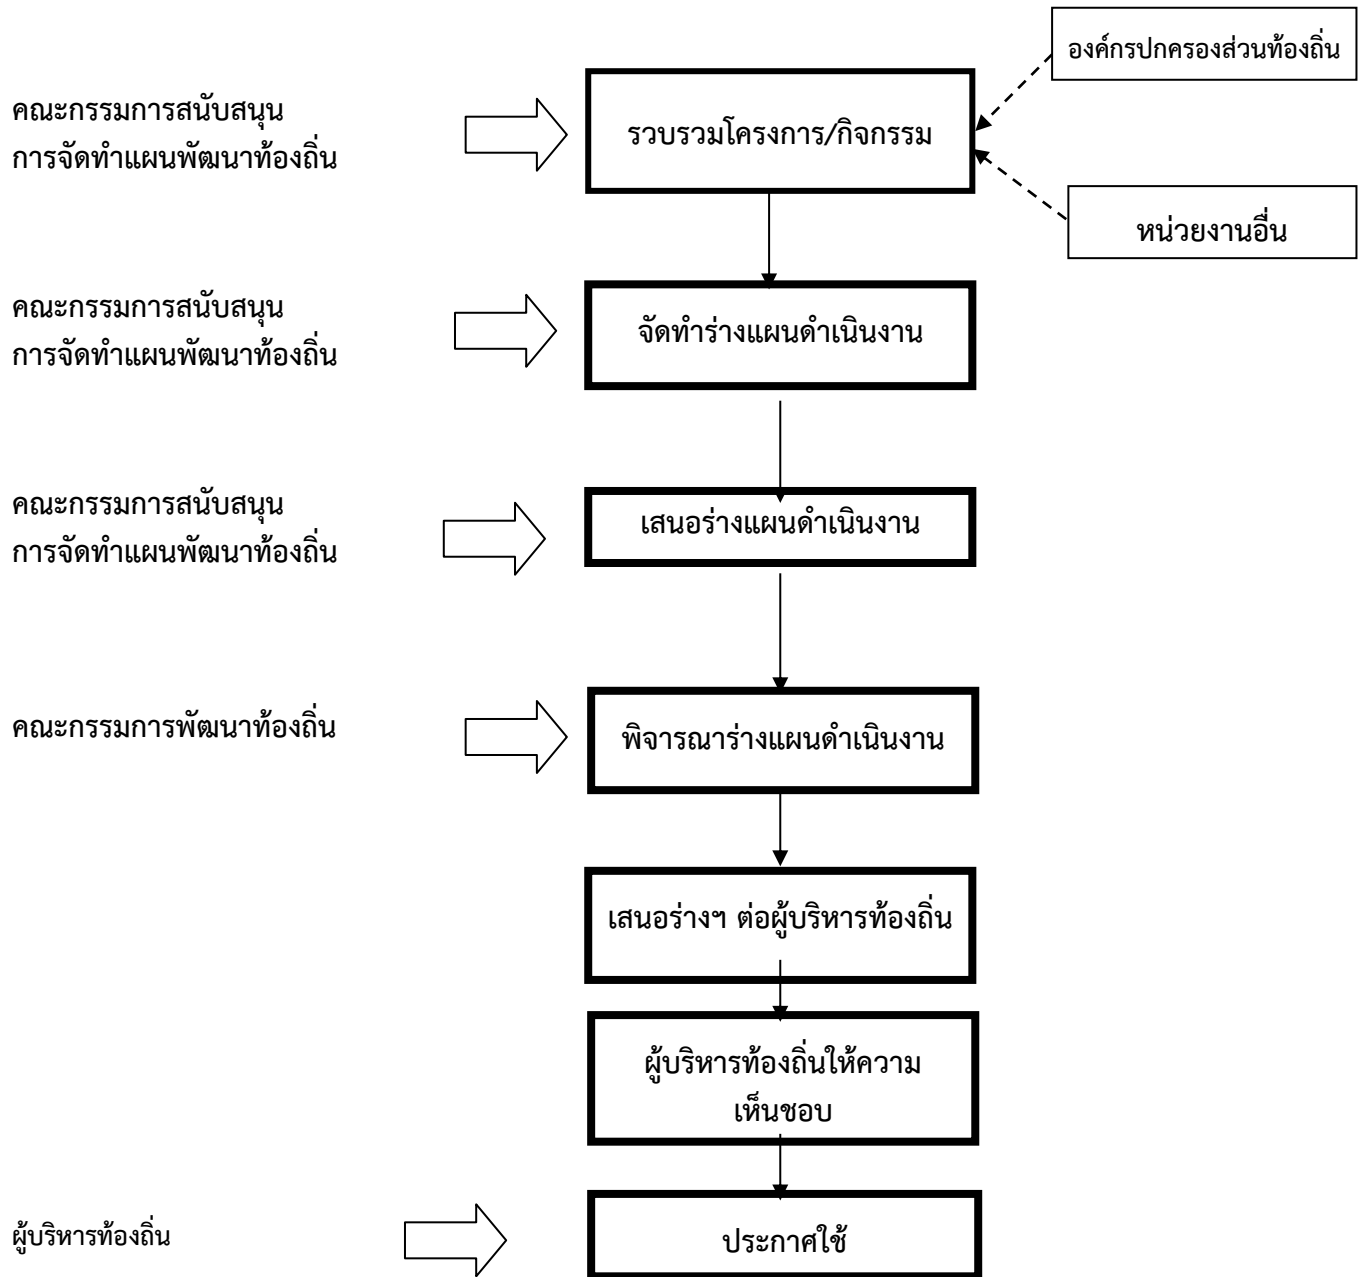 องค์กรปกครองส่วนท้องถิ่น
คณะกรรมการสนับสนุน
การจัดทำแผนพัฒนาท้องถิ่น
รวบรวมโครงการ/กิจกรรม
หน่วยงานอื่น
คณะกรรมการสนับสนุน
การจัดทำแผนพัฒนาท้องถิ่น
จัดทำร่างแผนดำเนินงาน
คณะกรรมการสนับสนุน
การจัดทำแผนพัฒนาท้องถิ่น
เสนอร่างแผนดำเนินงาน
คณะกรรมการพัฒนาท้องถิ่น
พิจารณาร่างแผนดำเนินงาน
เสนอร่างฯ ต่อผู้บริหารท้องถิ่น
ผู้บริหารท้องถิ่นให้ความ
เห็นชอบ
ผู้บริหารท้องถิ่น
ประกาศใช้